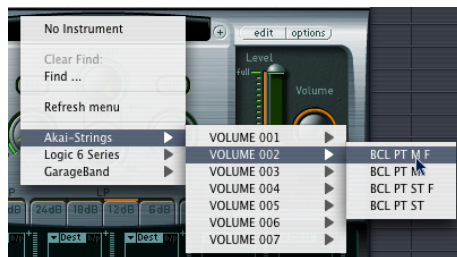 No Instrument
+ edit options
Clear Find:
Level
Find ...
full
Volume
Refresh menu
Akai-Strings
VOLUME 001
Logic 6 Series
VOLUME 002
BCL PT M F
GarageBand
VOLUME 003
BCL PT M
LP
VOLUME 004
BCL PT ST F
dB 24dB 18dB 12dB 6dB
VOLUME 005
BCL PT ST
VOLUME 006
Dest Dest
VOLUME 007